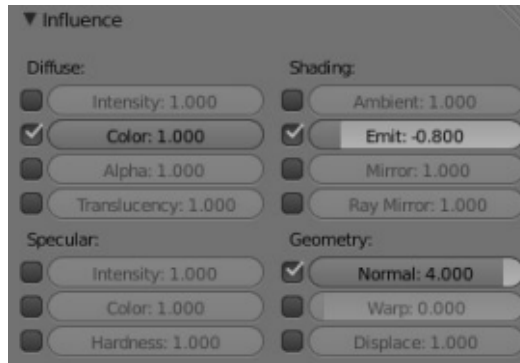 Influence
Diffuse:
Shading:
Intensity: 1.000
Ambient: 1.000
Color: 1.000
Emit: -0.800
Alpha: 1.000
Mirror: 1.000
Translucency: 1.000
Ray Mirror: 1.000
Specular:
Geometry:
Intensity: 1.000
Normal: 4.000
Color: 1.000
Warp: 0.000
Hardness: 1.000
Displace: 1.000